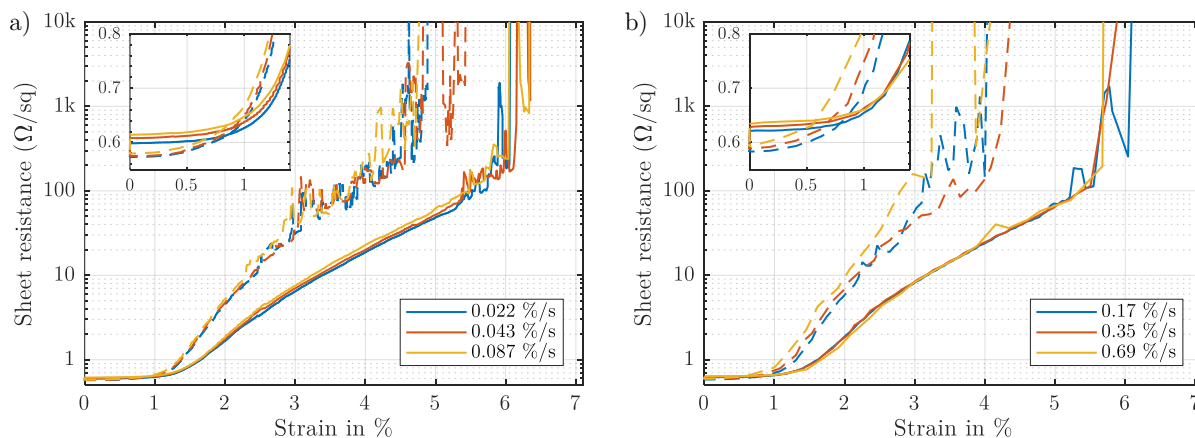 a)
Sheet resistance (Ω/sq)
10k
1k
100
10
1
0.8
0.7
0.6
0 0.5 1
0.022 %/s
0.043 %/s
0.087 %/s
0 1 2 3 4 5 6 7
Strain in %
b)
Sheet resistance (Ω/sq)
10k
1k
100
10
1
0.8
0.7
0.6
0 0.5 1
0.17 %/s
0.35 %/s
0.69 %/s
0 1 2 3 4 5 6 7
Strain in %